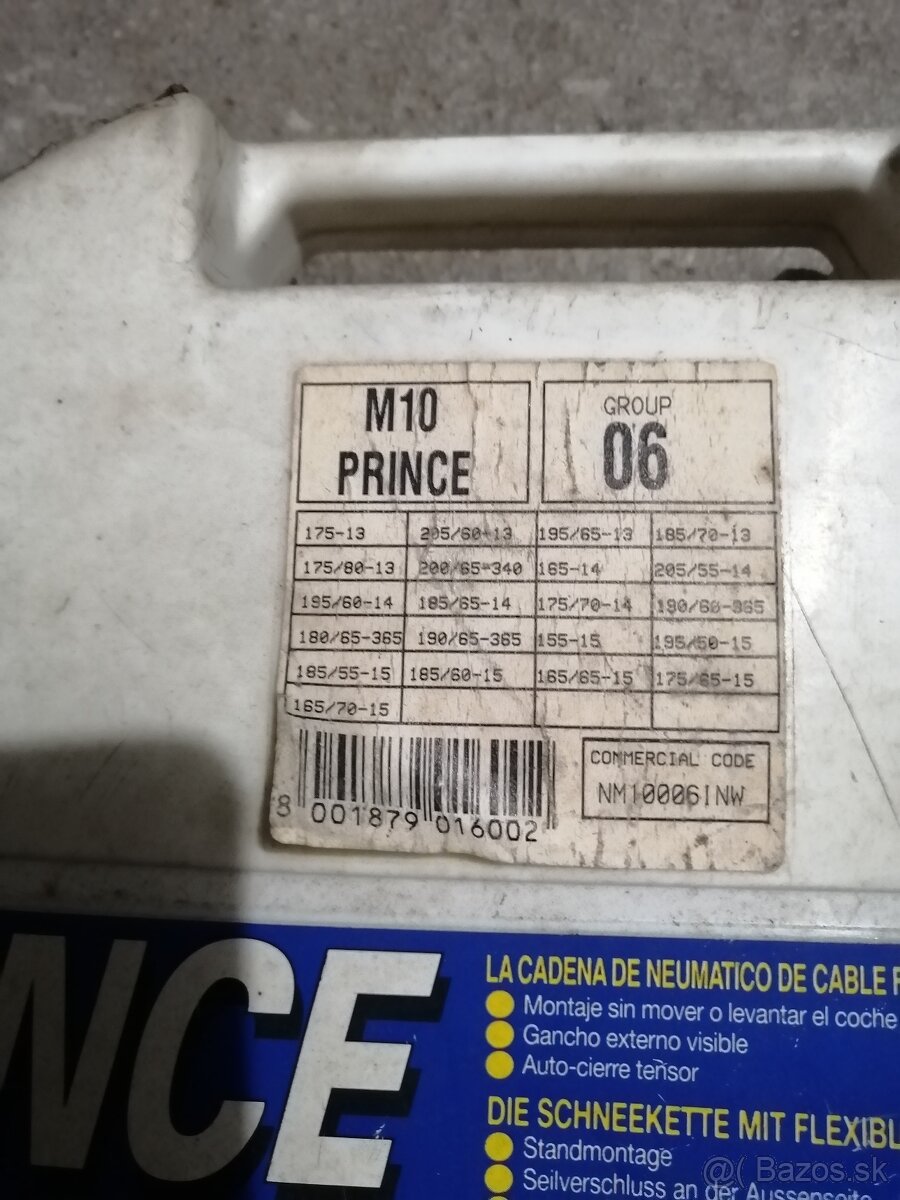 M10
PRINCE
GROUP
06
175-13 205/60-13 195/65-13 185/70-13
175/80-13 200/65-340 165-14 205/55-14
195/60-14 185/65-14 175/70-14 190/60-365
180/65-365 190/65-365 155-15 195/50-15
185/55-15 185/60-15 165/65-15 175/65-15
165/70-15
8 001879 016002
COMMERCIAL CODE
NM10006INW
NCE
LA CADENA DE NEUMATICO DE CABLE F
Montaje sin mover o levantar el coche
Gancho externo visible
Auto-cierre tensor
DIE SCHNEEKETTE MIT FLEXIBL
Standmontage
Seilverschluss an der Aussenseite
@( Bazos.sk